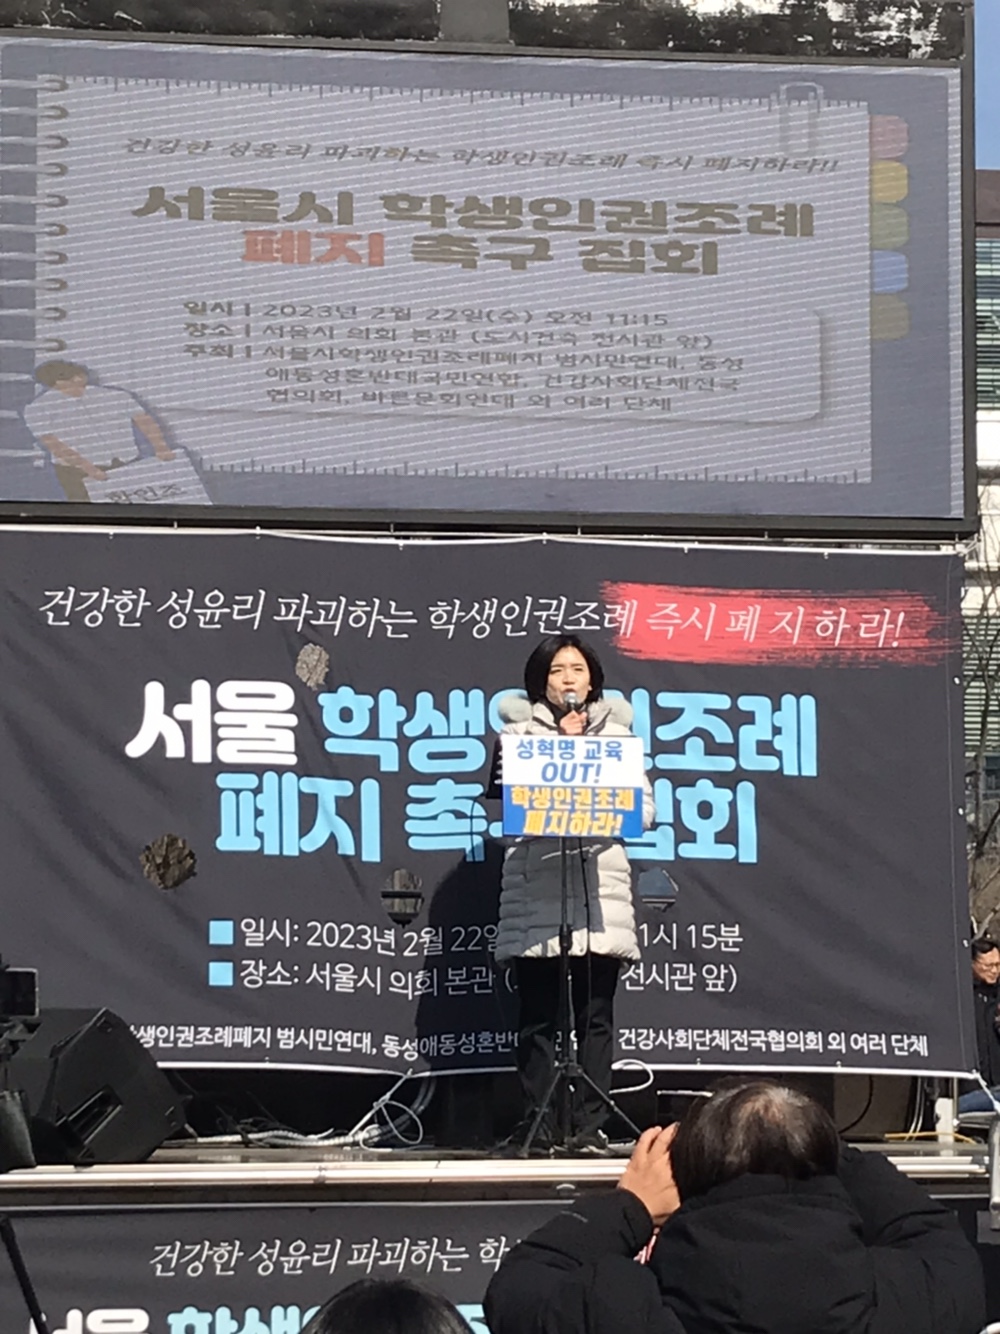 건강한 성윤리 파괴하는 학생인권조례 즉시 폐지하라!!
서울시 학생인권조례
폐지 촉구 집회
일시 | 2023년 2월 22일(수) 오전 11:15
장소 | 서울시 의회 본관 (도시건축 전시관 앞)
주최 | 서울시학생인권조례폐지 범시민연대, 동성
애동성혼반대국민연합, 건강사회단체전국
협의회, 바른문화연대 외 여러 단체
학인조
건강한 성윤리 파괴하는 학생인권조례 즉시 폐 지 하 라!
서울 학생 조례
폐지 촉 집회
성혁명 교육
OUT!
학생인권조례
폐지하라!
일시: 2023년 2월 22일 1시 15분
장소: 서울시 의회 본관 ( 전시관 앞)
생인권조례폐지 범시민연대, 동성애동성혼반 건강사회단체전국협의회 외 여러 단체
건강한 성윤리 파괴하는 학
서울 학생